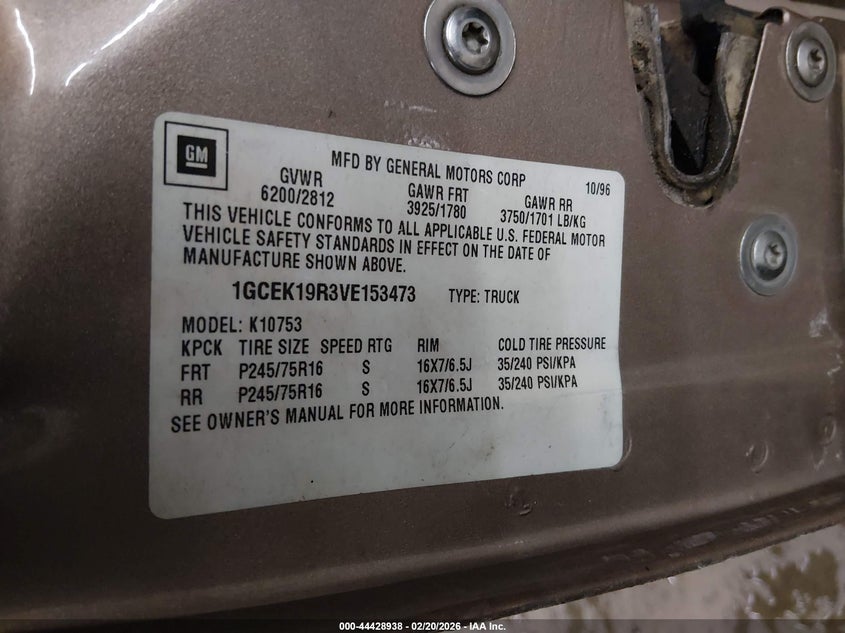 GM
MFD BY GENERAL MOTORS CORP 10/96
GVWR GAWR FRT GAWR RR
6200/2812 3925/1780 3750/1701 LB/KG
THIS VEHICLE CONFORMS TO ALL APPLICABLE U.S. FEDERAL MOTOR
VEHICLE SAFETY STANDARDS IN EFFECT ON THE DATE OF
MANUFACTURE SHOWN ABOVE.
1GCEK19R3VE153473 TYPE: TRUCK
MODEL: K10753
KPCK TIRE SIZE SPEED RTG RIM COLD TIRE PRESSURE
FRT P245/75R16 S 16X7/6.5J 35/240 PSI/KPA
RR P245/75R16 S 16X7/6.5J 35/240 PSI/KPA
SEE OWNER'S MANUAL FOR MORE INFORMATION.
000-44428938 - 02/20/2026 - IAA Inc.